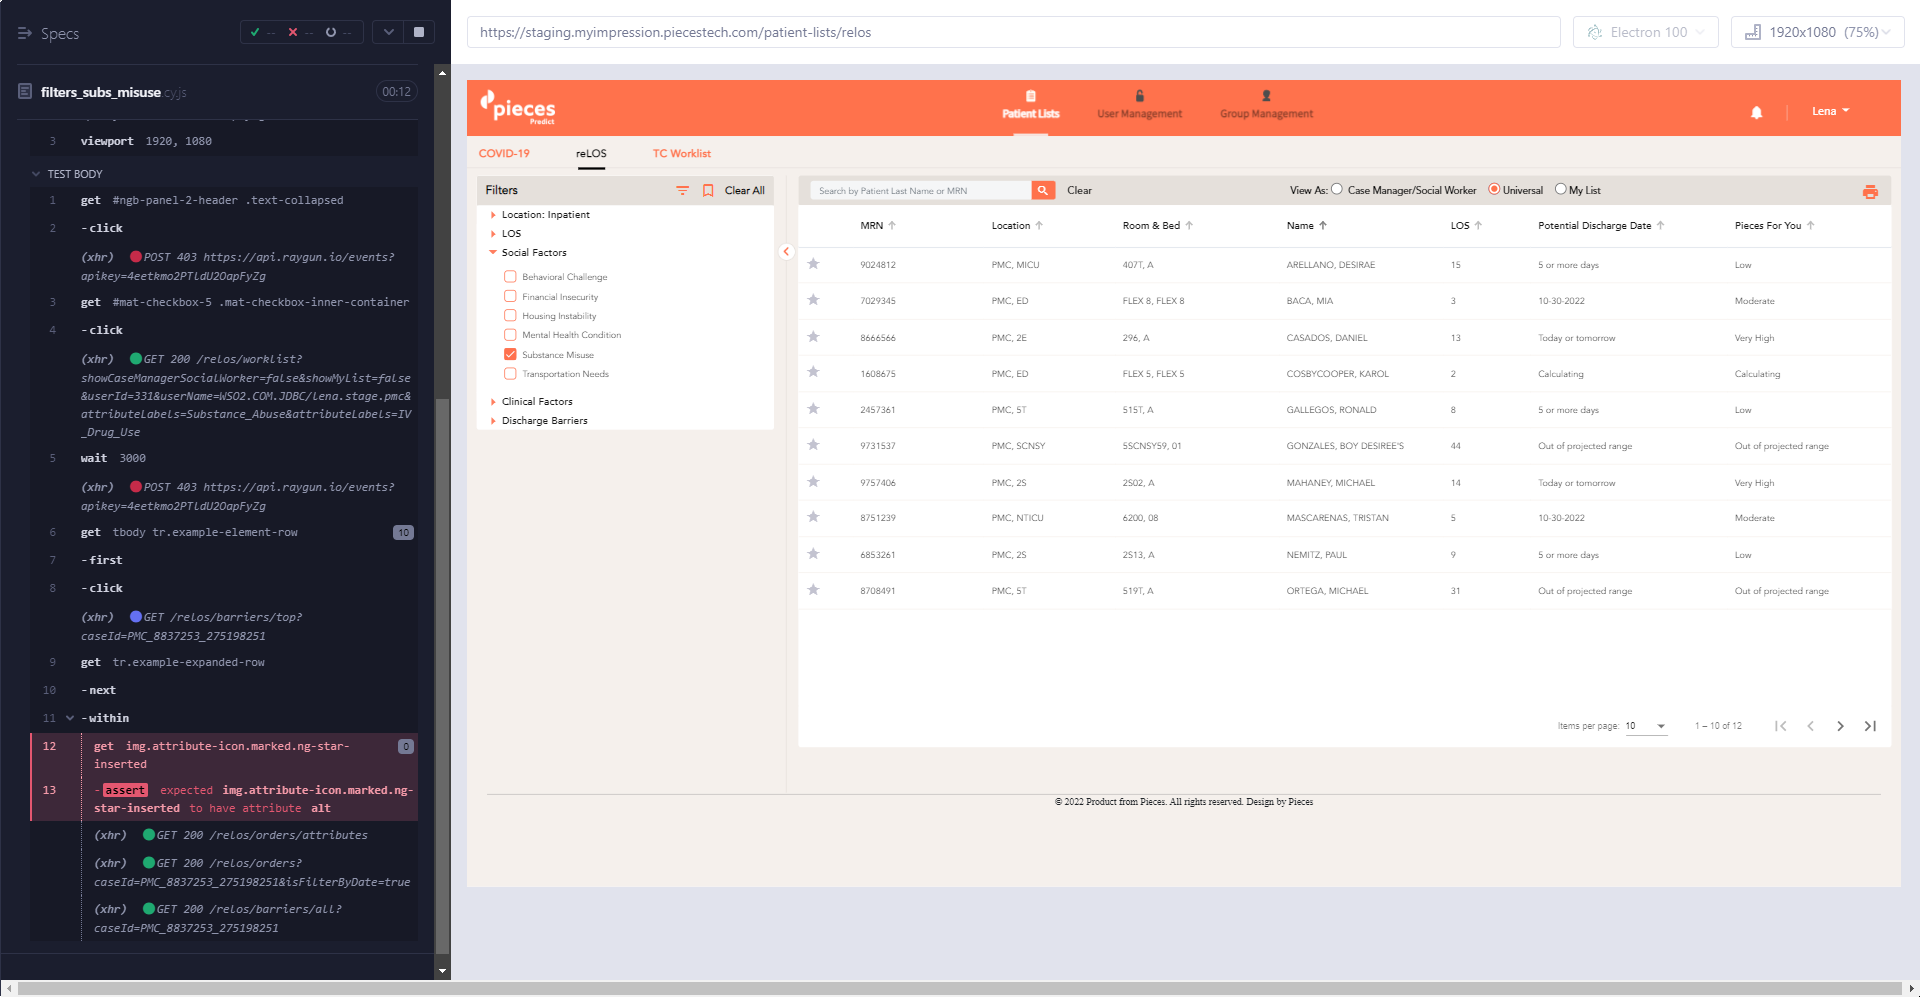 Specs
-- -- --
filters_subs_misuse.cy.js 00:12
3 viewport 1920, 1080
TEST BODY
1 get #ngb-panel-2-header .text-collapsed
2 -click
(xhr) POST 403 https://api.raygun.io/events?
apikey=4eetkmo2PTldU2OapFyZg
3 get #mat-checkbox-5 .mat-checkbox-inner-container
4 -click
(xhr) GET 200 /relos/worklist?
showCaseManagerSocialWorker=false&showMyList=false
&userId=331&userName=WSO2.COM.JDBC/lena.stage.pmc&
attributeLabels=Substance_Abuse&attributeLabels=IV
_Drug_Use
5 wait 3000
(xhr) POST 403 https://api.raygun.io/events?
apikey=4eetkmo2PTldU2OapFyZg
6 get tbody tr.example-element-row 10
7 -first
8 -click
(xhr) GET /relos/barriers/top?
caseId=PMC_8837253_275198251
9 get tr.example-expanded-row
10 -next
11 -within
12 get img.attribute-icon.marked.ng-star-
inserted 0
13 -assert expected img.attribute-icon.marked.ng-
star-inserted to have attribute alt
(xhr) GET 200 /relos/orders/attributes
(xhr) GET 200 /relos/orders?
caseId=PMC_8837253_275198251&isFilterByDate=true
(xhr) GET 200 /relos/barriers/all?
caseId=PMC_8837253_275198251
https://staging.myimpression.piecestech.com/patient-lists/relos
Electron 100
1920x1080 (75%)
pieces
Predict
Patient Lists
User Management
Group Management
Lena
COVID-19 reLOS TC Worklist
Filters Clear All
Location: Inpatient
LOS
Social Factors
Behavioral Challenge
Financial Insecurity
Housing Instability
Mental Health Condition
Substance Misuse
Transportation Needs
Clinical Factors
Discharge Barriers
Search by Patient Last Name or MRN Clear View As: Case Manager/Social Worker Universal My List
MRN Location Room & Bed Name LOS Potential Discharge Date Pieces For You
9024812 PMC, MICU 407T, A ARELLANO, DESIRAE 15 5 or more days Low
7029345 PMC, ED FLEX 8, FLEX 8 BACA, MIA 3 10-30-2022 Moderate
8666566 PMC, 2E 296, A CASADOS, DANIEL 13 Today or tomorrow Very High
1608675 PMC, ED FLEX 5, FLEX 5 COSBYCOOPER, KAROL 2 Calculating Calculating
2457361 PMC, 5T 515T, A GALLEGOS, RONALD 8 5 or more days Low
9731537 PMC, SCNSY 5SCNSY59, 01 GONZALES, BOY DESIREE'S 44 Out of projected range Out of projected range
9757406 PMC, 2S 2S02, A MAHANEY, MICHAEL 14 Today or tomorrow Very High
8751239 PMC, NTICU 6200, 08 MASCARENAS, TRISTAN 5 10-30-2022 Moderate
6853261 PMC, 2S 2S13, A NEMITZ, PAUL 9 5 or more days Low
8708491 PMC, 5T 519T, A ORTEGA, MICHAEL 31 Out of projected range Out of projected range
Items per page: 10 1 – 10 of 12
© 2022 Product from Pieces. All rights reserved. Design by Pieces